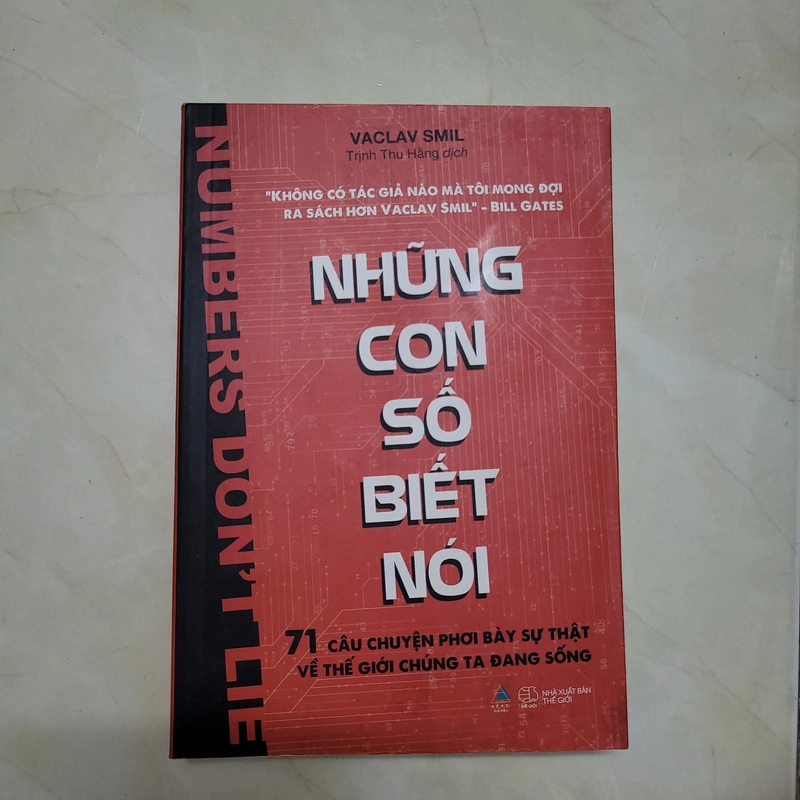 VACLAV SMIL
Trịnh Thu Hằng dịch
"KHÔNG CÓ TÁC GIẢ NÀO MÀ TÔI MONG ĐỢI
RA SÁCH HƠN VACLAV SMIL" - BILL GATES
NHỮNG
CON
SỐ
BIẾT
NÓI
71 CÂU CHUYỆN PHƠI BÀY SỰ THẬT
VỀ THẾ GIỚI CHÚNG TA ĐANG SỐNG
NHÀ XUẤT BẢN
THẾ GIỚI
NUMBERS DON'T LIE